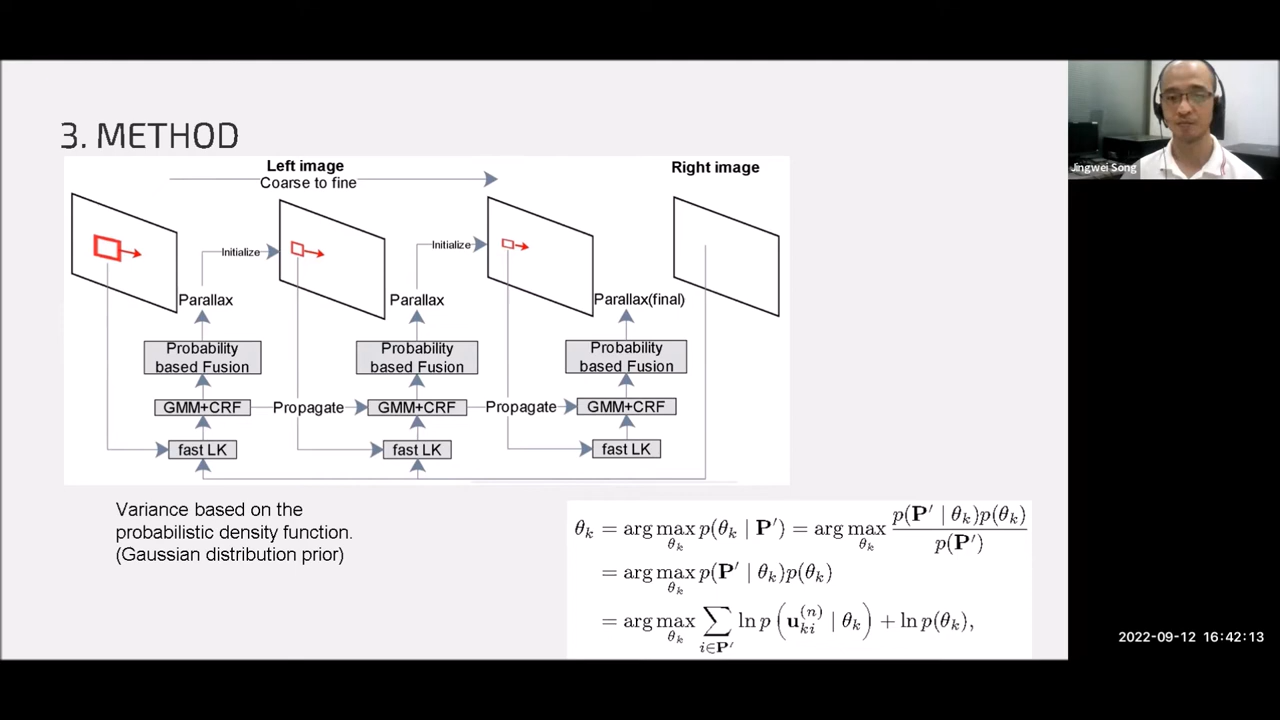 3. METHOD
Left image
Coarse to fine
Right image
Initialize
Initialize
Parallax
Parallax
Parallax(final)
Probability
based Fusion
Probability
based Fusion
Probability
based Fusion
GMM+CRF
Propagate
GMM+CRF
Propagate
GMM+CRF
fast LK
fast LK
fast LK
Variance based on the
probabilistic density function.
(Gaussian distribution prior)
θ_k = arg max_{θ_k} p(θ_k | P′) = arg max_{θ_k} p(P′ | θ_k)p(θ_k) / p(P′)
= arg max_{θ_k} p(P′ | θ_k)p(θ_k)
= arg max_{θ_k} ∑_{i∈P′} ln p (u_{ki}^{(n)} | θ_k) + ln p(θ_k),
Jingwei Song
2022-09-12 16:42:13